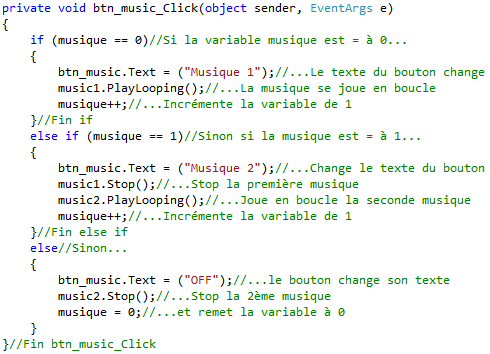 private void btn_music_Click(object sender, EventArgs e)
{
    if (musique == 0)//Si la variable musique est = à 0...
    {
        btn_music.Text = ("Musique 1");//...Le texte du bouton change
        music1.PlayLooping();//...La musique se joue en boucle
        musique++;//...Incrémente la variable de 1
    }//Fin if
    else if (musique == 1)//Sinon si la musique est = à 1...
    {
        btn_music.Text = ("Musique 2");//...Change le texte du bouton
        music1.Stop();//...Stop la première musique
        music2.PlayLooping();//...Joue en boucle la seconde musique
        musique++;//...Incrémente la variable de 1
    }//Fin else if
    else//Sinon...
    {
        btn_music.Text = ("OFF");//...le bouton change son texte
        music2.Stop();//...Stop la 2ème musique
        musique = 0;//...et remet la variable à 0
    }
}//Fin btn_music_Click